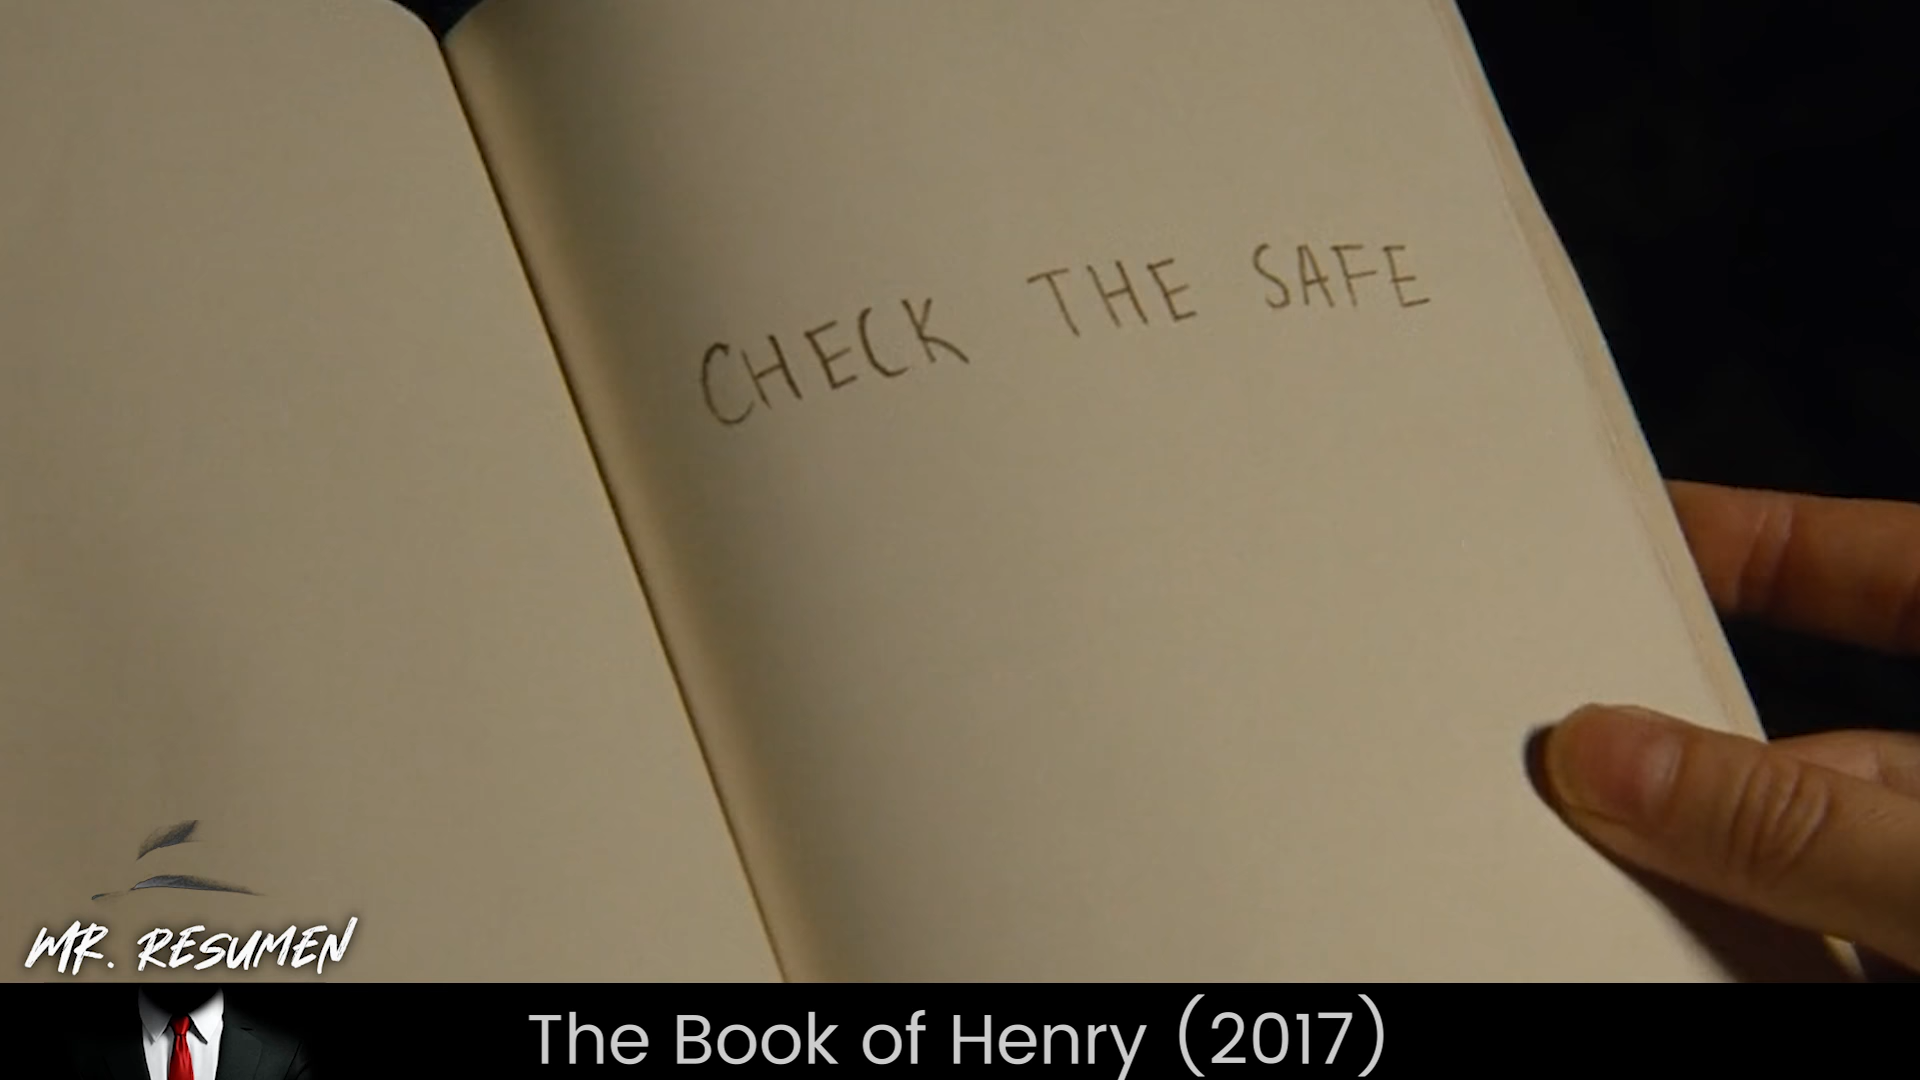 CHECK THE SAFE
MR. RESUMEN
The Book of Henry (2017)